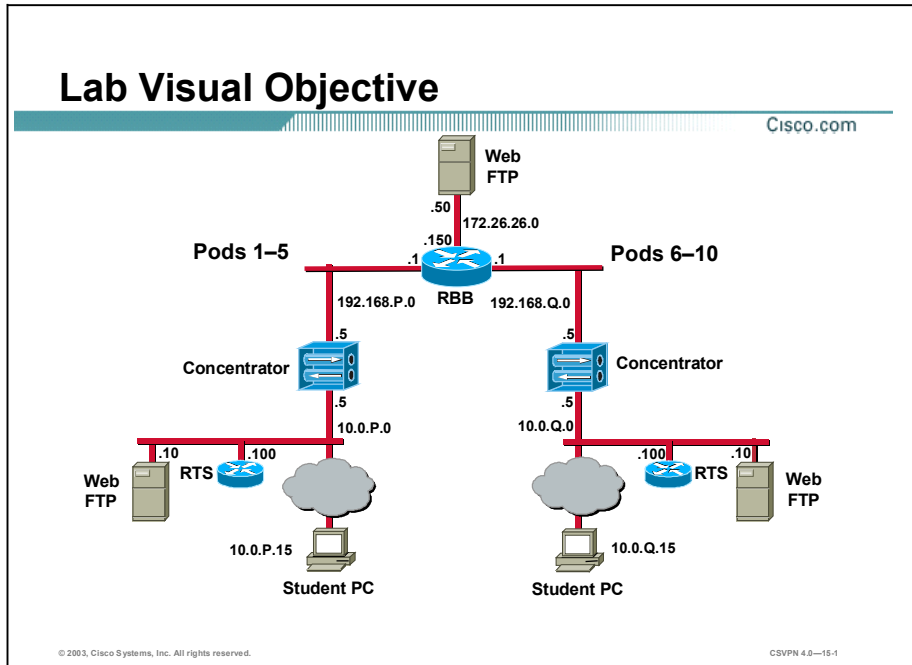 Lab Visual Objective
Cisco.com
Web
FTP
.50
172.26.26.0
.150
Pods 1–5
Pods 6–10
.1
.1
RBB
192.168.P.0
192.168.Q.0
.5
.5
Concentrator
Concentrator
.5
.5
10.0.P.0
10.0.Q.0
.10
.100
.100
.10
Web
FTP
RTS
RTS
Web
FTP
10.0.P.15
10.0.Q.15
Student PC
Student PC
© 2003, Cisco Systems, Inc. All rights reserved.
CSVPN 4.0—15-1